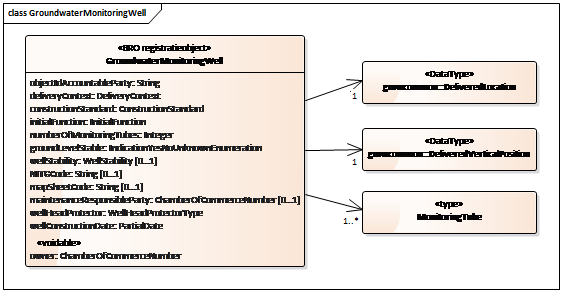 class GroundwaterMonitoringWell
«BRO registratieobject»
GroundwaterMonitoringWell
objectIdAccountableParty: String
deliveryContext: DeliveryContext
constructionStandard: ConstructionStandard
initialFunction: InitialFunction
numberOfMonitoringTubes: Integer
groundLevelStable: IndicationYesNoUnknownEnumeration
wellStability: WellStability [0..1]
NITGCode: String [0..1]
mapSheetCode: String [0..1]
maintenanceResponsibleParty: ChamberOfCommerceNumber [0..1]
wellHeadProtector: WellHeadProtectorType
wellConstructionDate: PartialDate
«voidable»
owner: ChamberOfCommerceNumber
«DataType»
gmwcommon::DeliveredLocation
1
«DataType»
gmwcommon::DeliveredVerticalPosition
1
«type»
MonitoringTube
1..*